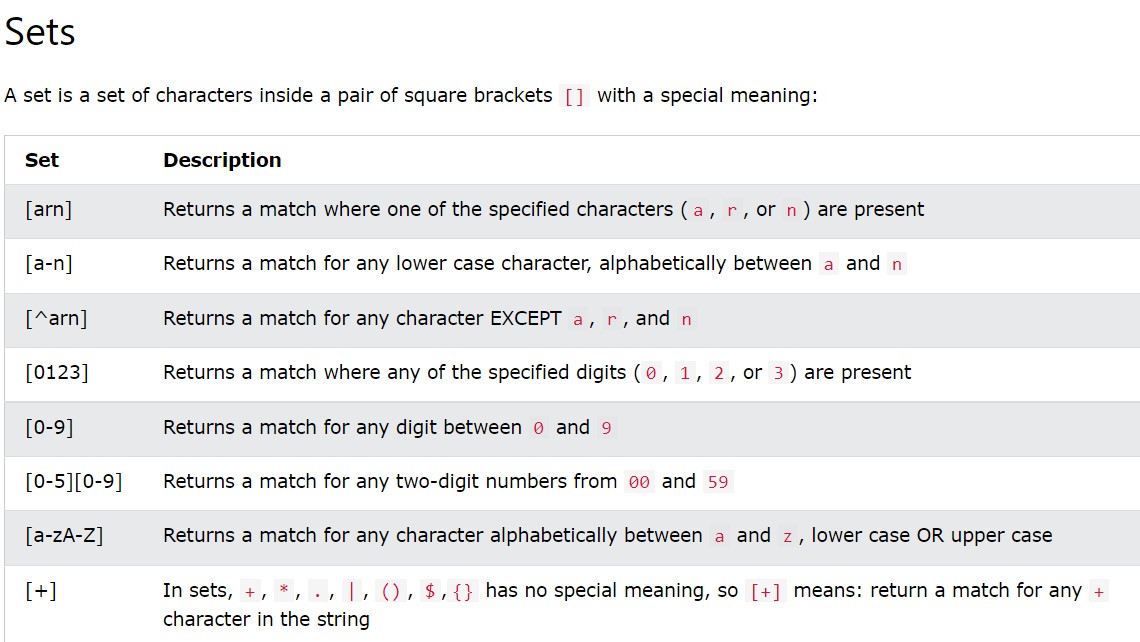 Sets
A set is a set of characters inside a pair of square brackets [] with a special meaning:
Set Description
[arn] Returns a match where one of the specified characters (a, r, or n) are present
[a-n] Returns a match for any lower case character, alphabetically between a and n
[^arn] Returns a match for any character EXCEPT a, r, and n
[0123] Returns a match where any of the specified digits (0, 1, 2, or 3) are present
[0-9] Returns a match for any digit between 0 and 9
[0-5][0-9] Returns a match for any two-digit numbers from 00 and 59
[a-zA-Z] Returns a match for any character alphabetically between a and z, lower case OR upper case
[+] In sets, +, *, ., |, (), $,{} has no special meaning, so [+] means: return a match for any +
character in the string